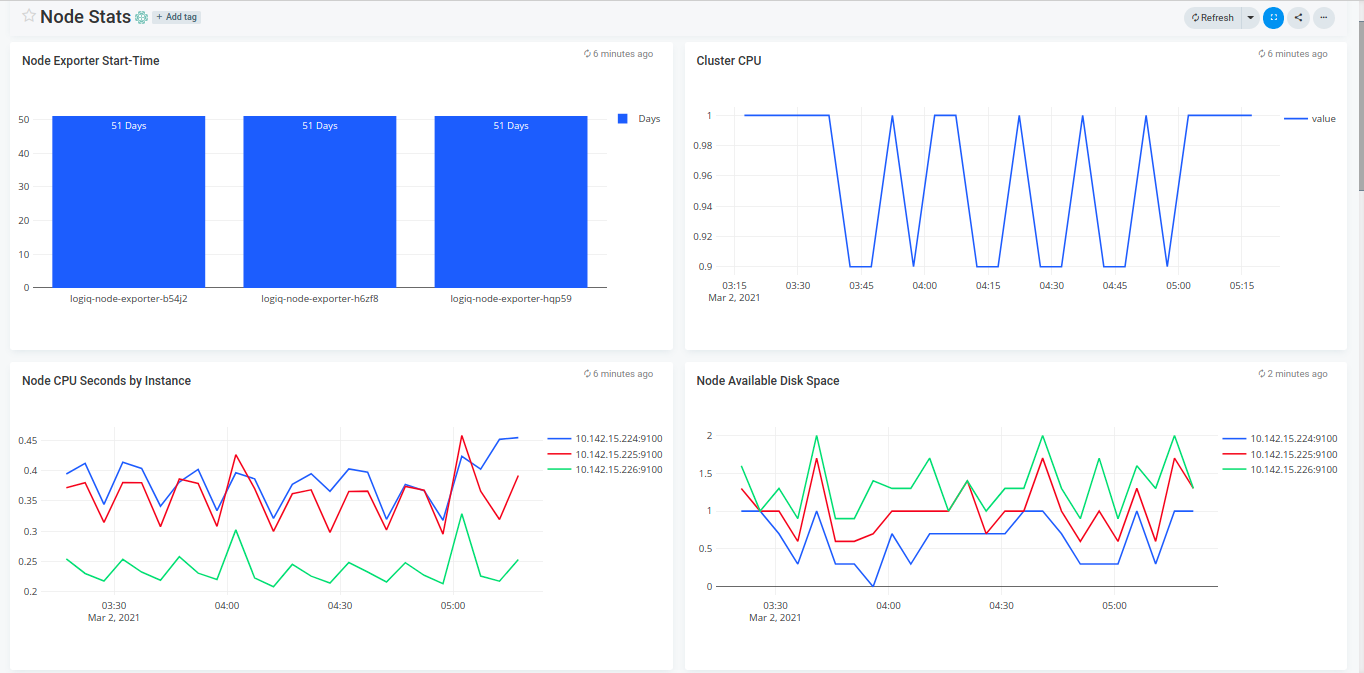 Node Stats + Add tag
Refresh
Node Exporter Start-Time
6 minutes ago
50
40
30
20
10
0
51 Days
51 Days
51 Days
logiq-node-exporter-b54j2
logiq-node-exporter-h6zf8
logiq-node-exporter-hqp59
Days
Cluster CPU
6 minutes ago
1
0.98
0.96
0.94
0.92
0.9
03:15 03:30 03:45 04:00 04:15 04:30 04:45 05:00 05:15
Mar 2, 2021
value
Node CPU Seconds by Instance
6 minutes ago
0.45
0.4
0.35
0.3
0.25
0.2
03:30 04:00 04:30 05:00
Mar 2, 2021
10.142.15.224:9100
10.142.15.225:9100
10.142.15.226:9100
Node Available Disk Space
2 minutes ago
2
1.5
1
0.5
0
03:30 04:00 04:30 05:00
Mar 2, 2021
10.142.15.224:9100
10.142.15.225:9100
10.142.15.226:9100